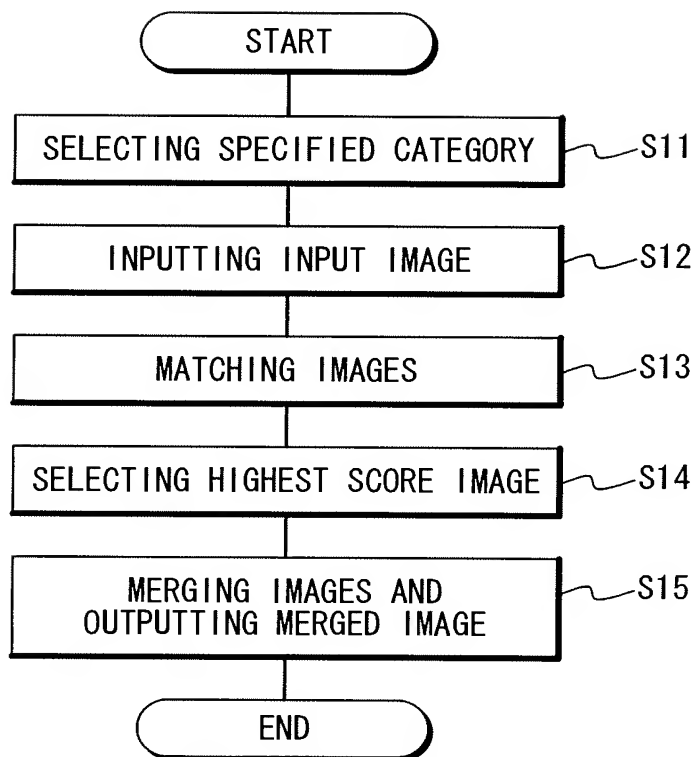 START
SELECTING SPECIFIED CATEGORY
S11
INPUTTING INPUT IMAGE
S12
MATCHING IMAGES
S13
SELECTING HIGHEST SCORE IMAGE
S14
MERGING IMAGES AND
OUTPUTTING MERGED IMAGE
S15
END